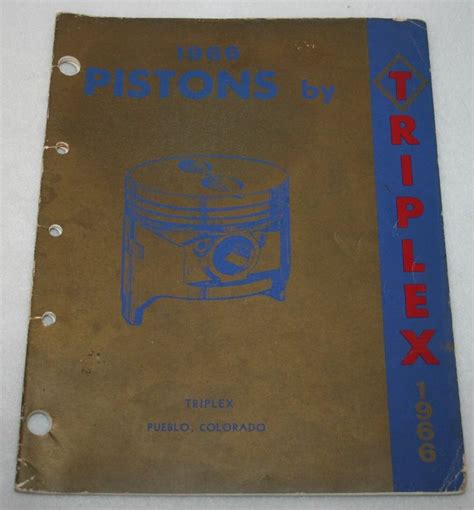 1966
PISTONS by
TRIPLEX
1966
TRIPLEX
PUEBLO, COLORADO